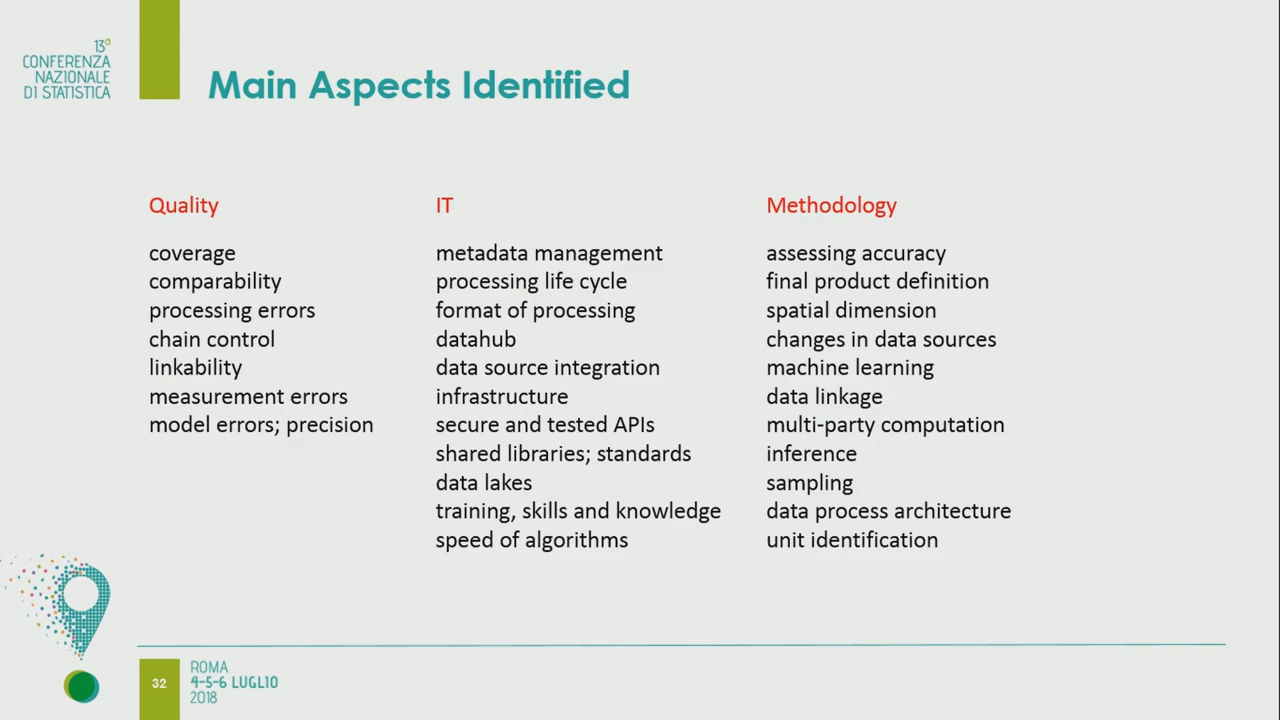 13ª
CONFERENZA
NAZIONALE
DI STATISTICA
Main Aspects Identified
Quality
coverage
comparability
processing errors
chain control
linkability
measurement errors
model errors; precision
IT
metadata management
processing life cycle
format of processing
datahub
data source integration
infrastructure
secure and tested APIs
shared libraries; standards
data lakes
training, skills and knowledge
speed of algorithms
Methodology
assessing accuracy
final product definition
spatial dimension
changes in data sources
machine learning
data linkage
multi-party computation
inference
sampling
data process architecture
unit identification
32
ROMA
4-5-6 LUGLIO
2018